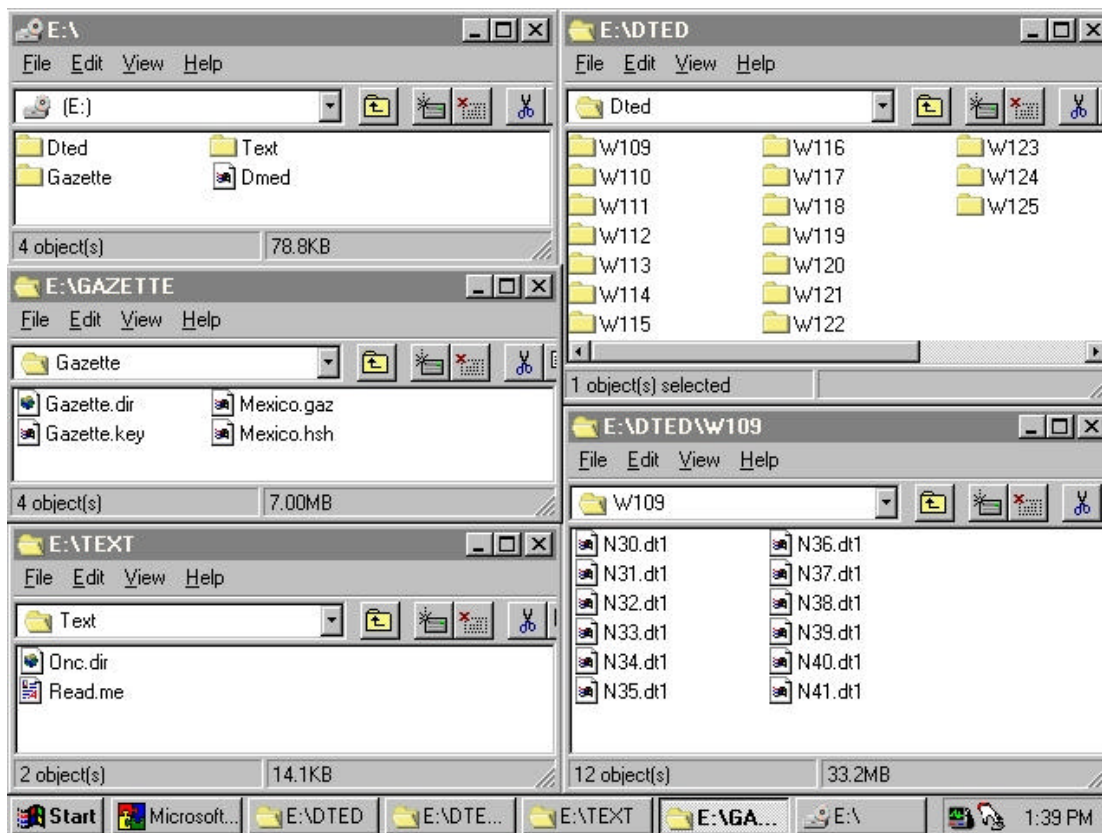 E:\
File Edit View Help
(E:)
Dted Text
Gazette Dmed
4 object(s) 78.8KB
E:\GAZETTE
File Edit View Help
Gazette
Gazette.dir Mexico.gaz
Gazette.key Mexico.hsh
4 object(s) 7.00MB
E:\TEXT
File Edit View Help
Text
Onc.dir
Read.me
2 object(s) 14.1KB
E:\DTED
File Edit View Help
Dted
W109 W116 W123
W110 W117 W124
W111 W118 W125
W112 W119
W113 W120
W114 W121
W115 W122
1 object(s) selected
E:\DTED\W109
File Edit View Help
W109
N30.dt1 N36.dt1
N31.dt1 N37.dt1
N32.dt1 N38.dt1
N33.dt1 N39.dt1
N34.dt1 N40.dt1
N35.dt1 N41.dt1
12 object(s) 33.2MB
Start Microsoft... E:\DTED E:\DTE... E:\TEXT E:\GA... E:\ 1:39 PM